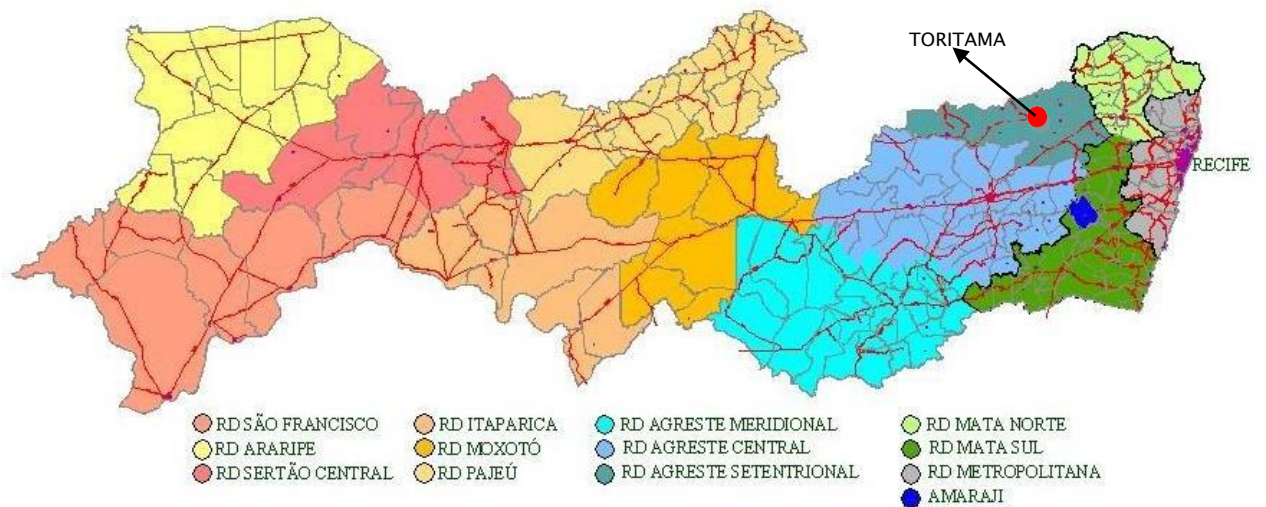 TORITAMA
RECIFE
RD SÃO FRANCISCO
RD ARARIPE
RD SERTÃO CENTRAL
RD ITAPARICA
RD MOXOTÓ
RD PAJEÚ
RD AGRESTE MERIDIONAL
RD AGRESTE CENTRAL
RD AGRESTE SETENTRIONAL
RD MATA NORTE
RD MATA SUL
RD METROPOLITANA
AMARAJI